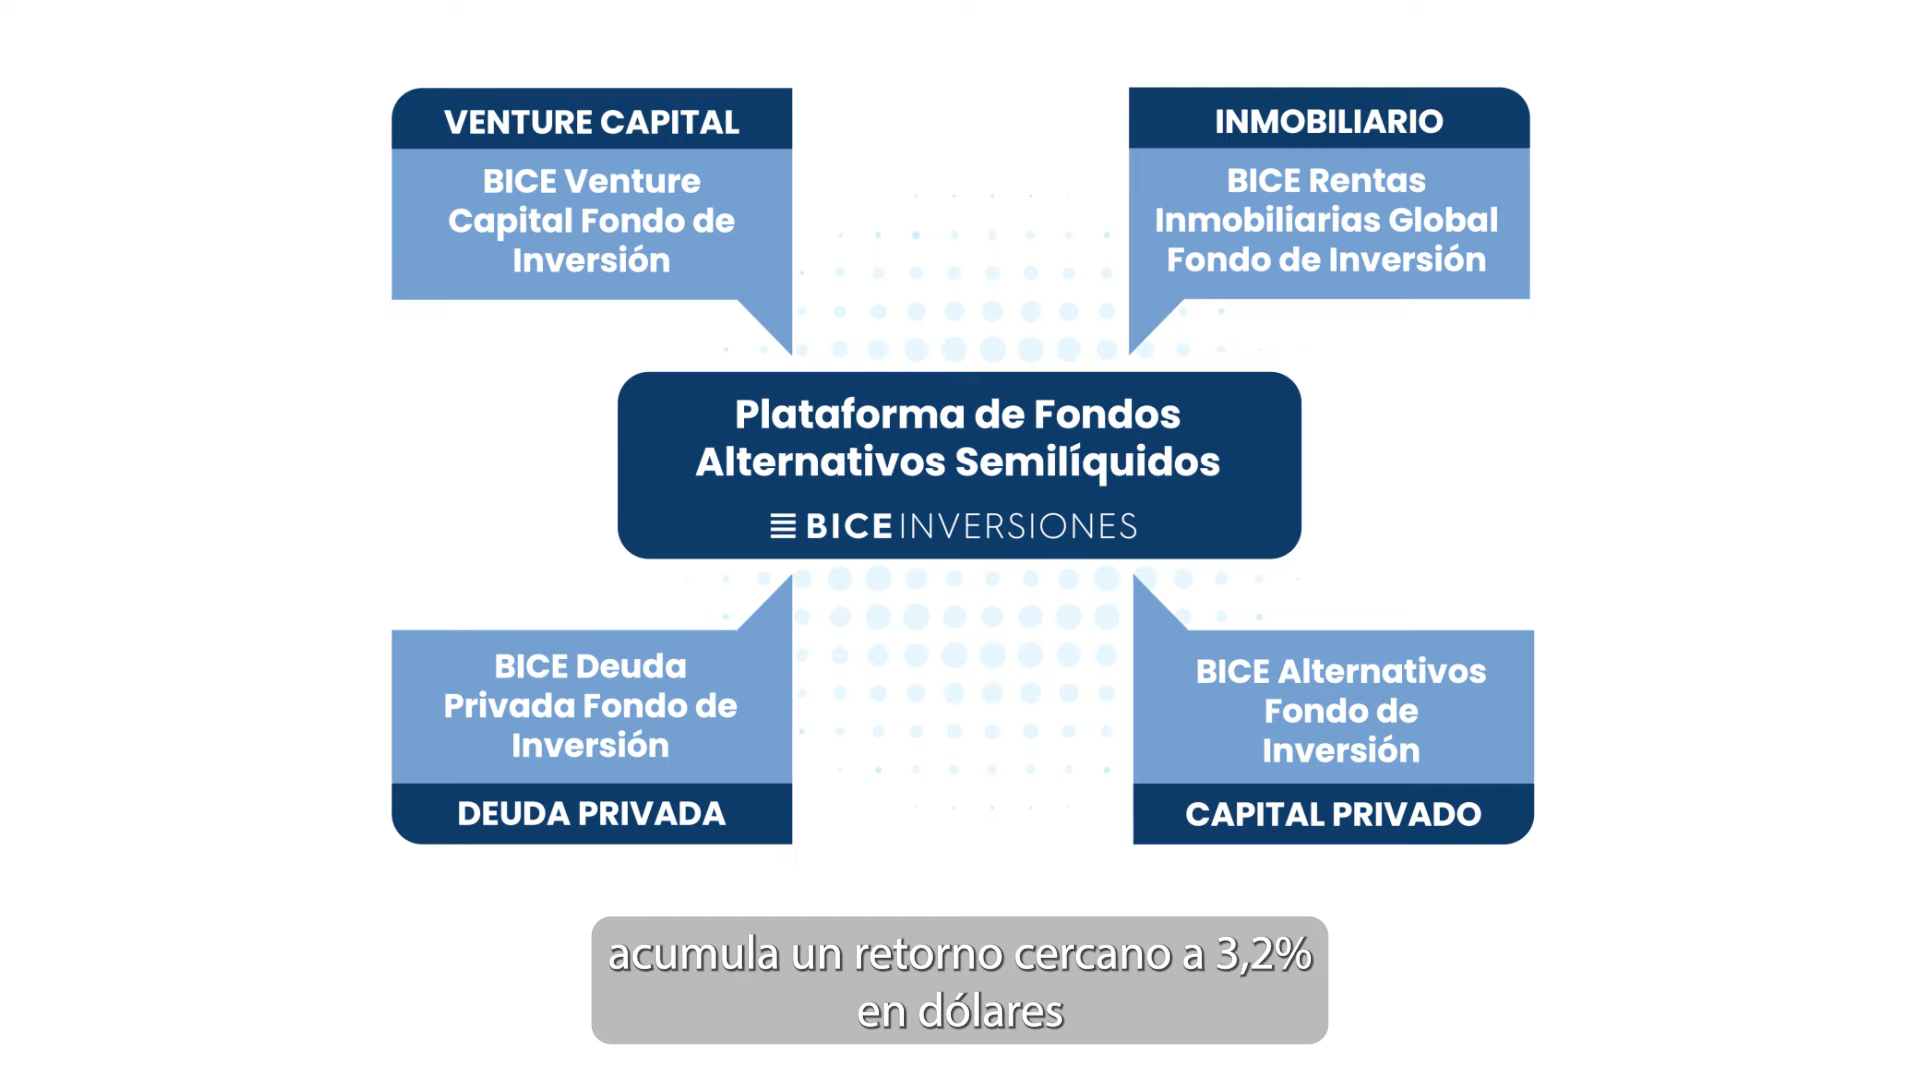 VENTURE CAPITAL
BICE Venture
Capital Fondo de
Inversión
INMOBILIARIO
BICE Rentas
Inmobiliarias Global
Fondo de Inversión
Plataforma de Fondos
Alternativos Semilíquidos
BICEINVERSIONES
BICE Deuda
Privada Fondo de
Inversión
DEUDA PRIVADA
BICE Alternativos
Fondo de
Inversión
CAPITAL PRIVADO
acumula un retorno cercano a 3,2%
en dólares